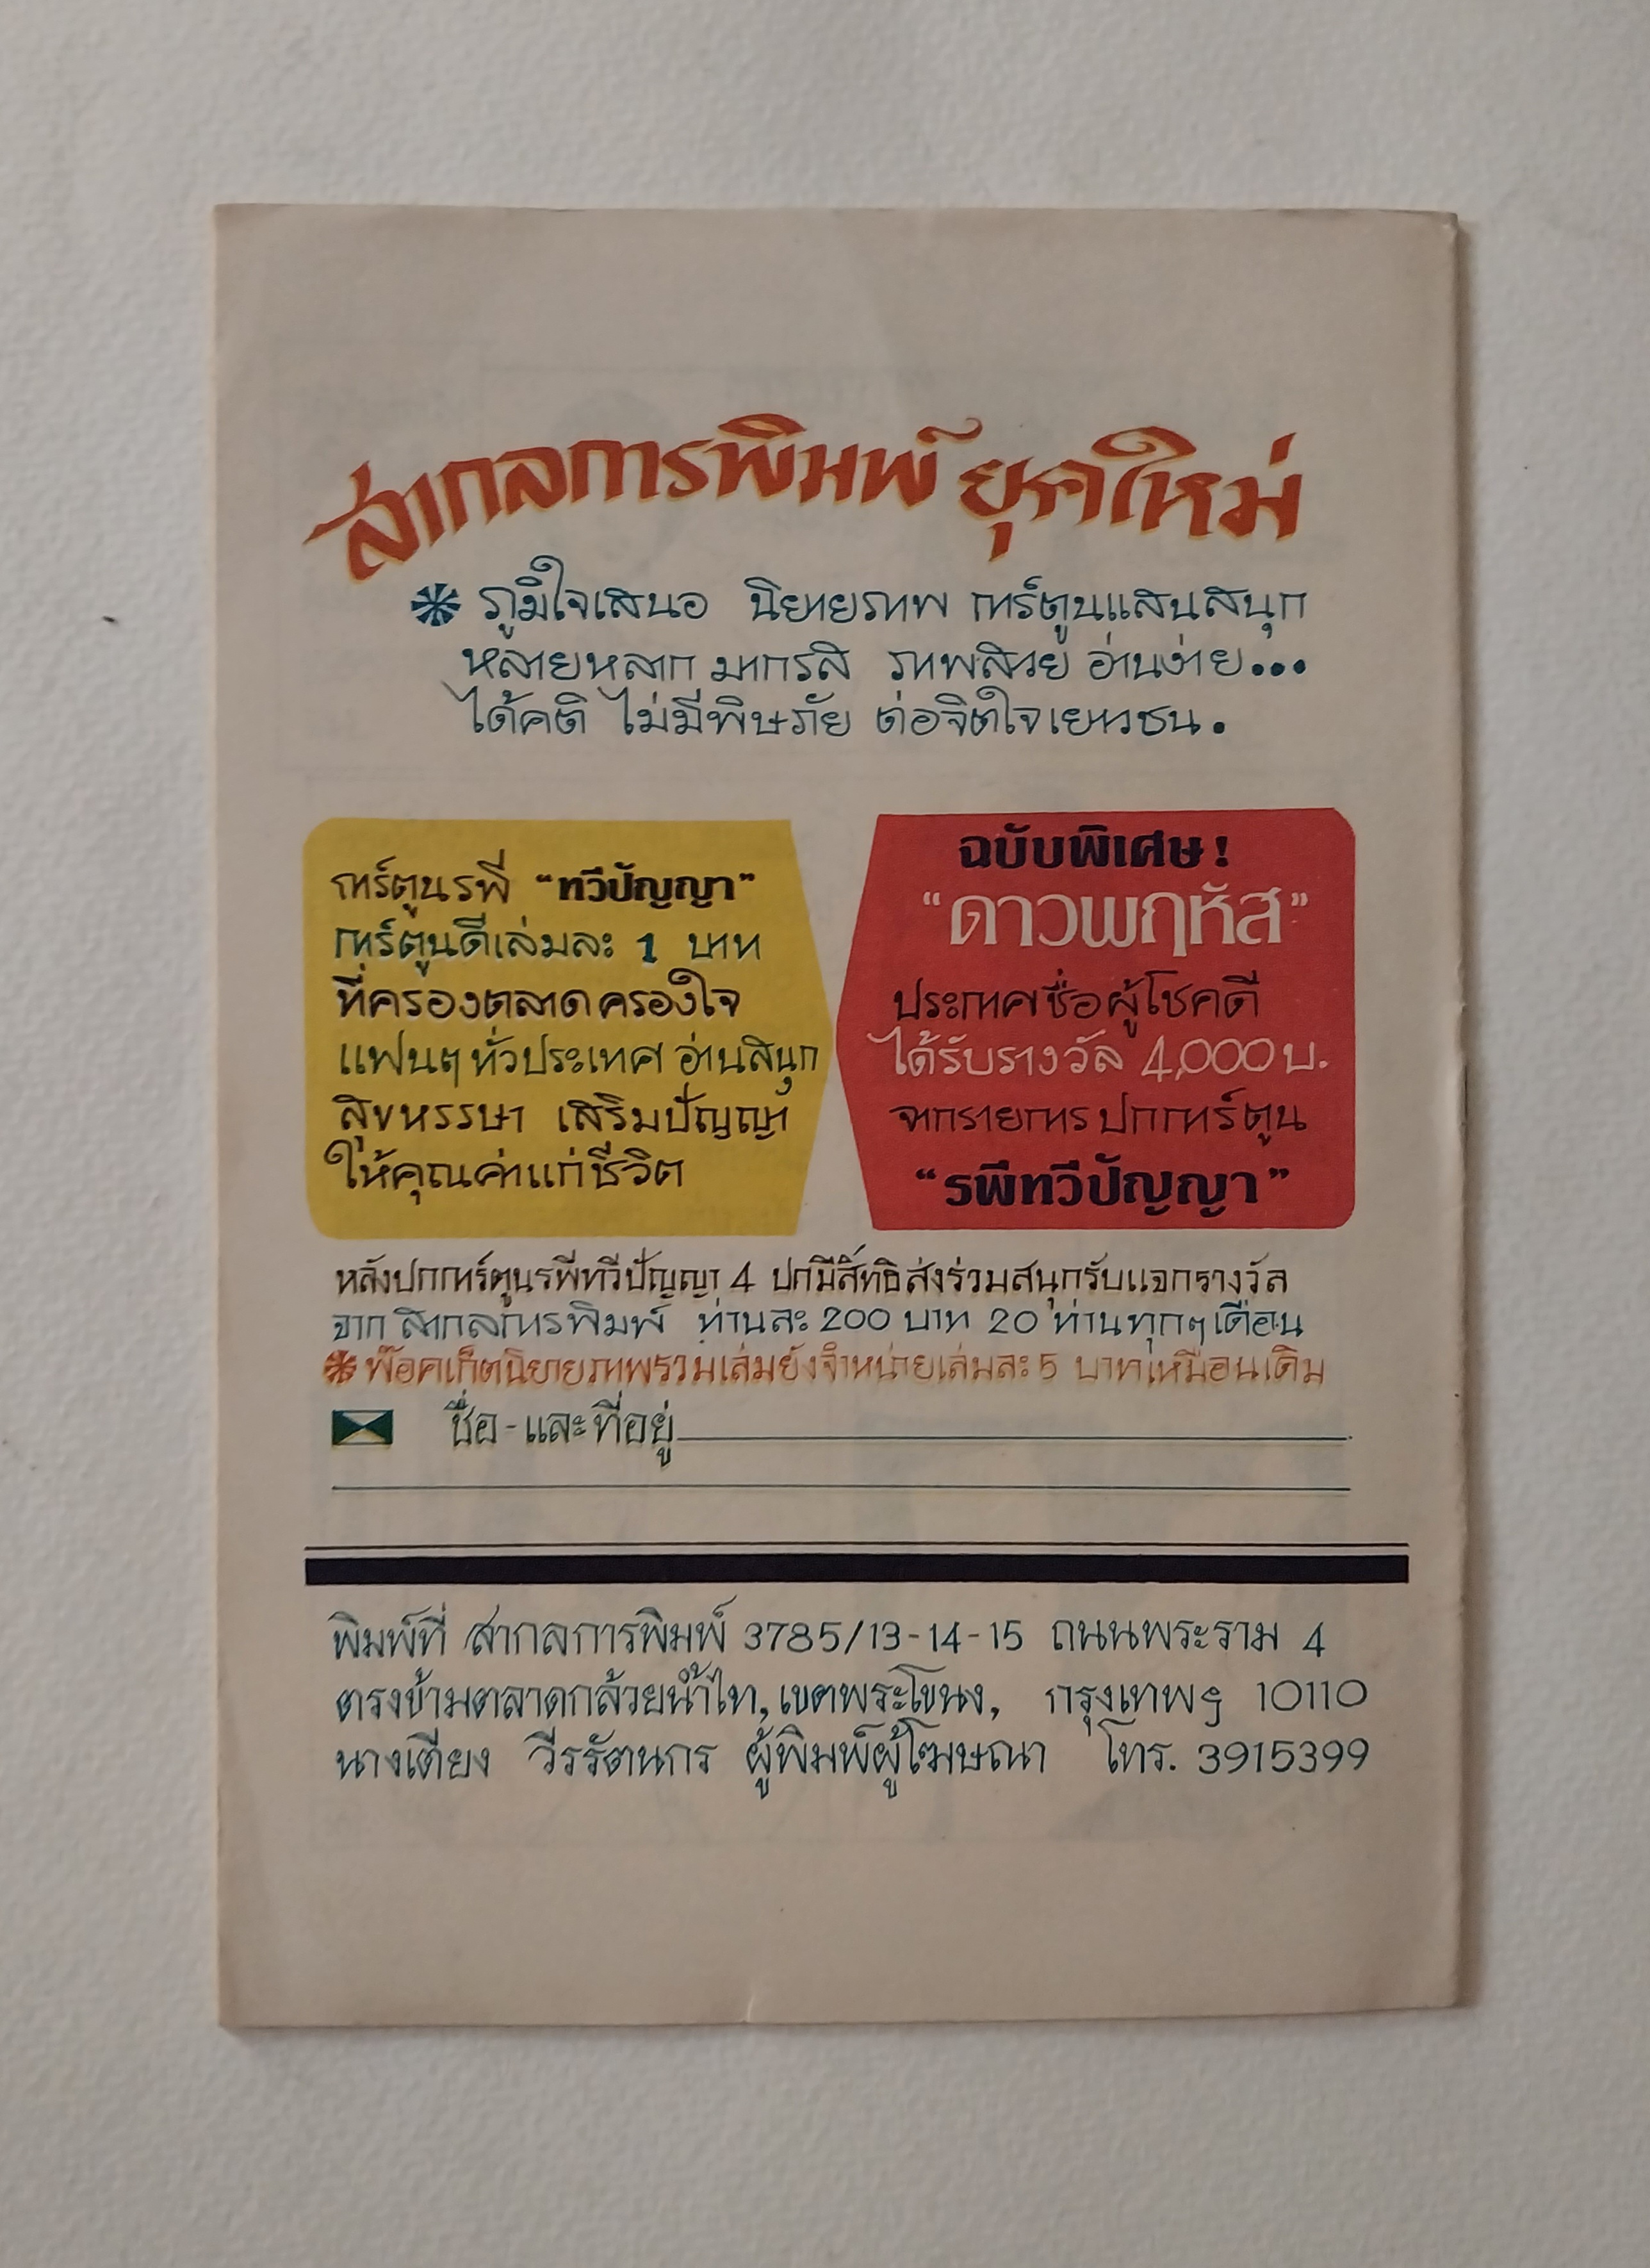 สากลการพิมพ์ ยุคใหม่
ภูมิใจเสนอ นิยายภาพ การ์ตูนแสนสนุก
หลายหลาก มากรส ภาพสวย อ่านง่าย...
ได้คติ ไม่มีพิษภัย ต่อจิตใจเยาวชน.
การ์ตูนรพี "ทวีปัญญา"
การ์ตูนดีเล่มละ 1 บาท
ที่ครองตลาดครองใจ
แฟนๆ ทั่วประเทศ อ่านสนุก
สุขหรรษา เสริมปัญญา
ให้คุณค่าแก่ชีวิต
ฉบับพิเศษ!
"ดาวพฤหัส"
ประกาศชื่อผู้โชคดี
ได้รับรางวัล 4,000 บ.
จากรายการ ปกการ์ตูน
"รพีทวีปัญญา"
หลังปกการ์ตูนรพีทวีปัญญา 4 ปกมีสิทธิส่งร่วมสนุกรับแจกรางวัล
จาก สากลการพิมพ์ ท่านละ 200 บาท 20 ท่านทุกๆเดือน
พ๊อคเก็ตนิยายภาพรวมเล่มยังจำหน่ายเล่มละ 5 บาทเหมือนเดิม
ชื่อ-และที่อยู่
พิมพ์ที่ สากลการพิมพ์ 3785/13-14-15 ถนนพระราม 4
ตรงข้ามตลาดกล้วยน้ำไท, เขตพระโขนง, กรุงเทพฯ 10110
นางเตียง วีรรัตนกร ผู้พิมพ์ผู้โฆษณา โทร. 3915399